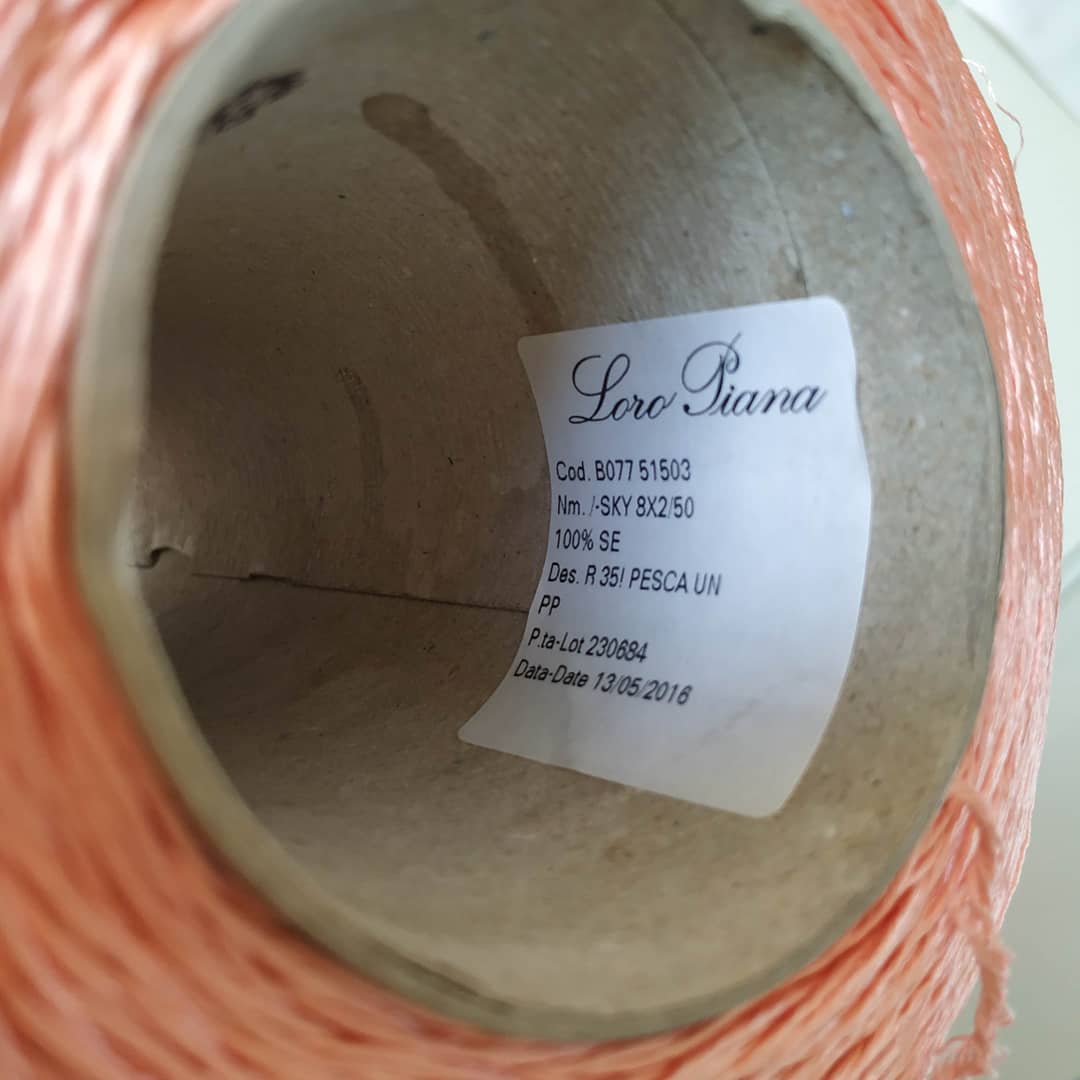 Loro Piana
Cod. B077 51503
Nm. /-SKY 8X2/50
100% SE
Des. R 35! PESCA UN
PP
P.ta-Lot 230684
Data-Date 13/05/2016